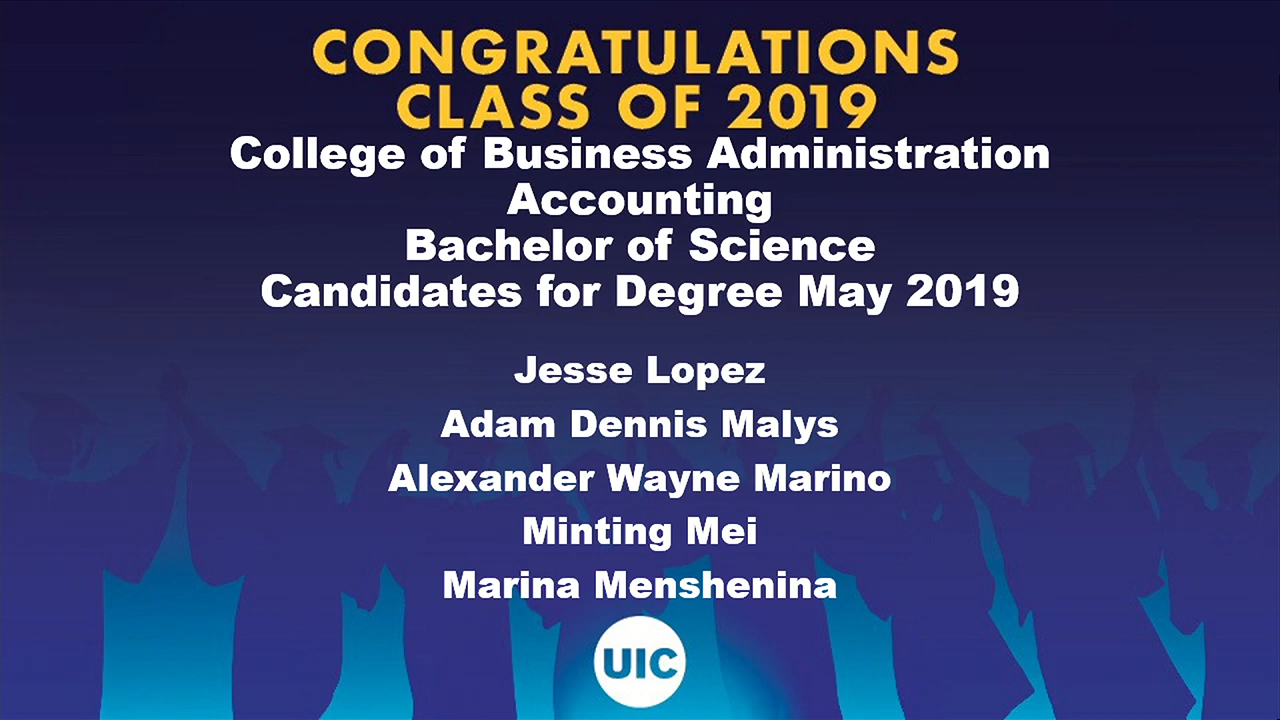 CONGRATULATIONS
CLASS OF 2019
College of Business Administration
Accounting
Bachelor of Science
Candidates for Degree May 2019
Jesse Lopez
Adam Dennis Malys
Alexander Wayne Marino
Minting Mei
Marina Menshenina
UIC